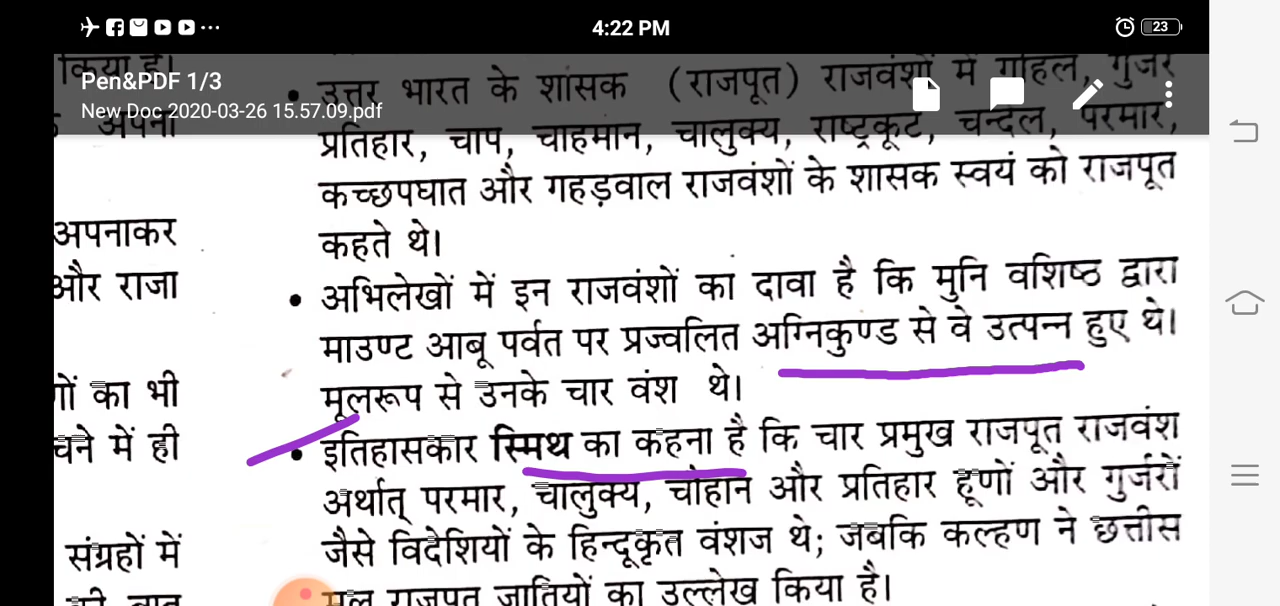 4:22 PM
23
Pen&PDF 1/3
New Doc 2020-03-26 15.57.09.pdf
किया है।
अपना
अपनाकर
और राजा
का भी
में ही
संग्रहों में
• उत्तर भारत के शांसक (राजपूत) राजवंशों में गुहिल, गुर्जर
प्रतिहार, चाप, चाहमान, चालुक्य, राष्ट्रकूट, चन्देल, परमार,
कच्छपघात और गहड़वाल राजवंशों के शासक स्वयं को राजपूत
कहते थे।
• अभिलेखों में इन राजवंशों का दावा है कि मुनि वशिष्ठ द्वारा
माउण्ट आबू पर्वत पर प्रज्वलित अग्निकुण्ड से वे उत्पन्न हुए थे।
मूलरूप से उनके चार वंश थे।
• इतिहासकार स्मिथ का कहना है कि चार प्रमुख राजपूत राजवंश
अर्थात् परमार, चालुक्य, चोहान और प्रतिहार हूणों और गुर्जरों
जैसे विदेशियों के हिन्दूकृत वंशज थे; जबकि कल्हण ने छत्तीस
राजपूत जातियों का उल्लेख किया है।